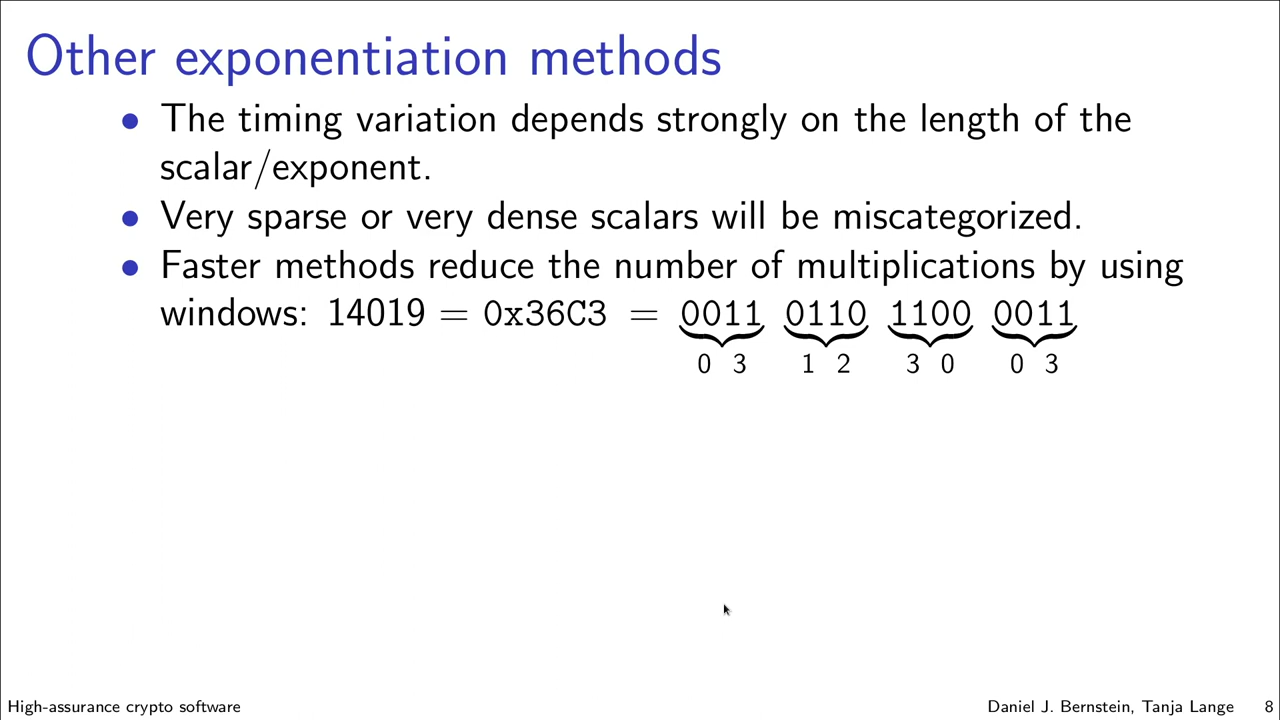 Other exponentiation methods
• The timing variation depends strongly on the length of the
scalar/exponent.
• Very sparse or very dense scalars will be miscategorized.
• Faster methods reduce the number of multiplications by using
windows: 14019 = 0x36C3 = 0011 0110 1100 0011
0 3 1 2 3 0 0 3
High-assurance crypto software Daniel J. Bernstein, Tanja Lange 8